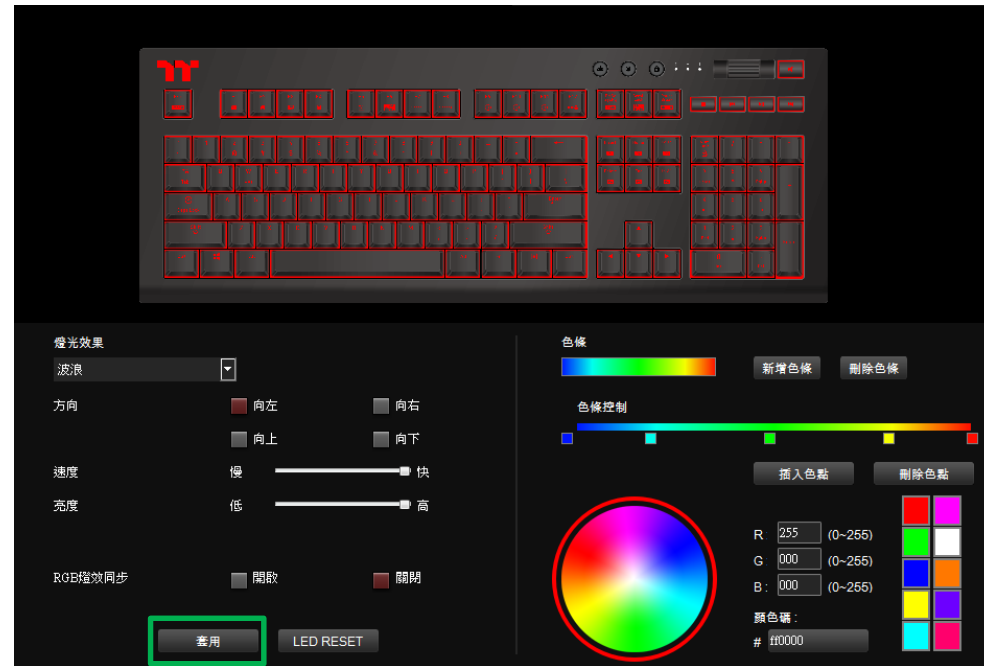 燈光效果
波浪
方向
向左
向右
向上
向下
速度
慢
快
亮度
低
高
RGB燈效同步
開啟
關閉
套用
LED RESET
色條
新增色條
刪除色條
色條控制
插入色點
刪除色點
R 255 (0~255)
G 000 (0~255)
B : 000 (0~255)
顏色碼 :
# ff0000